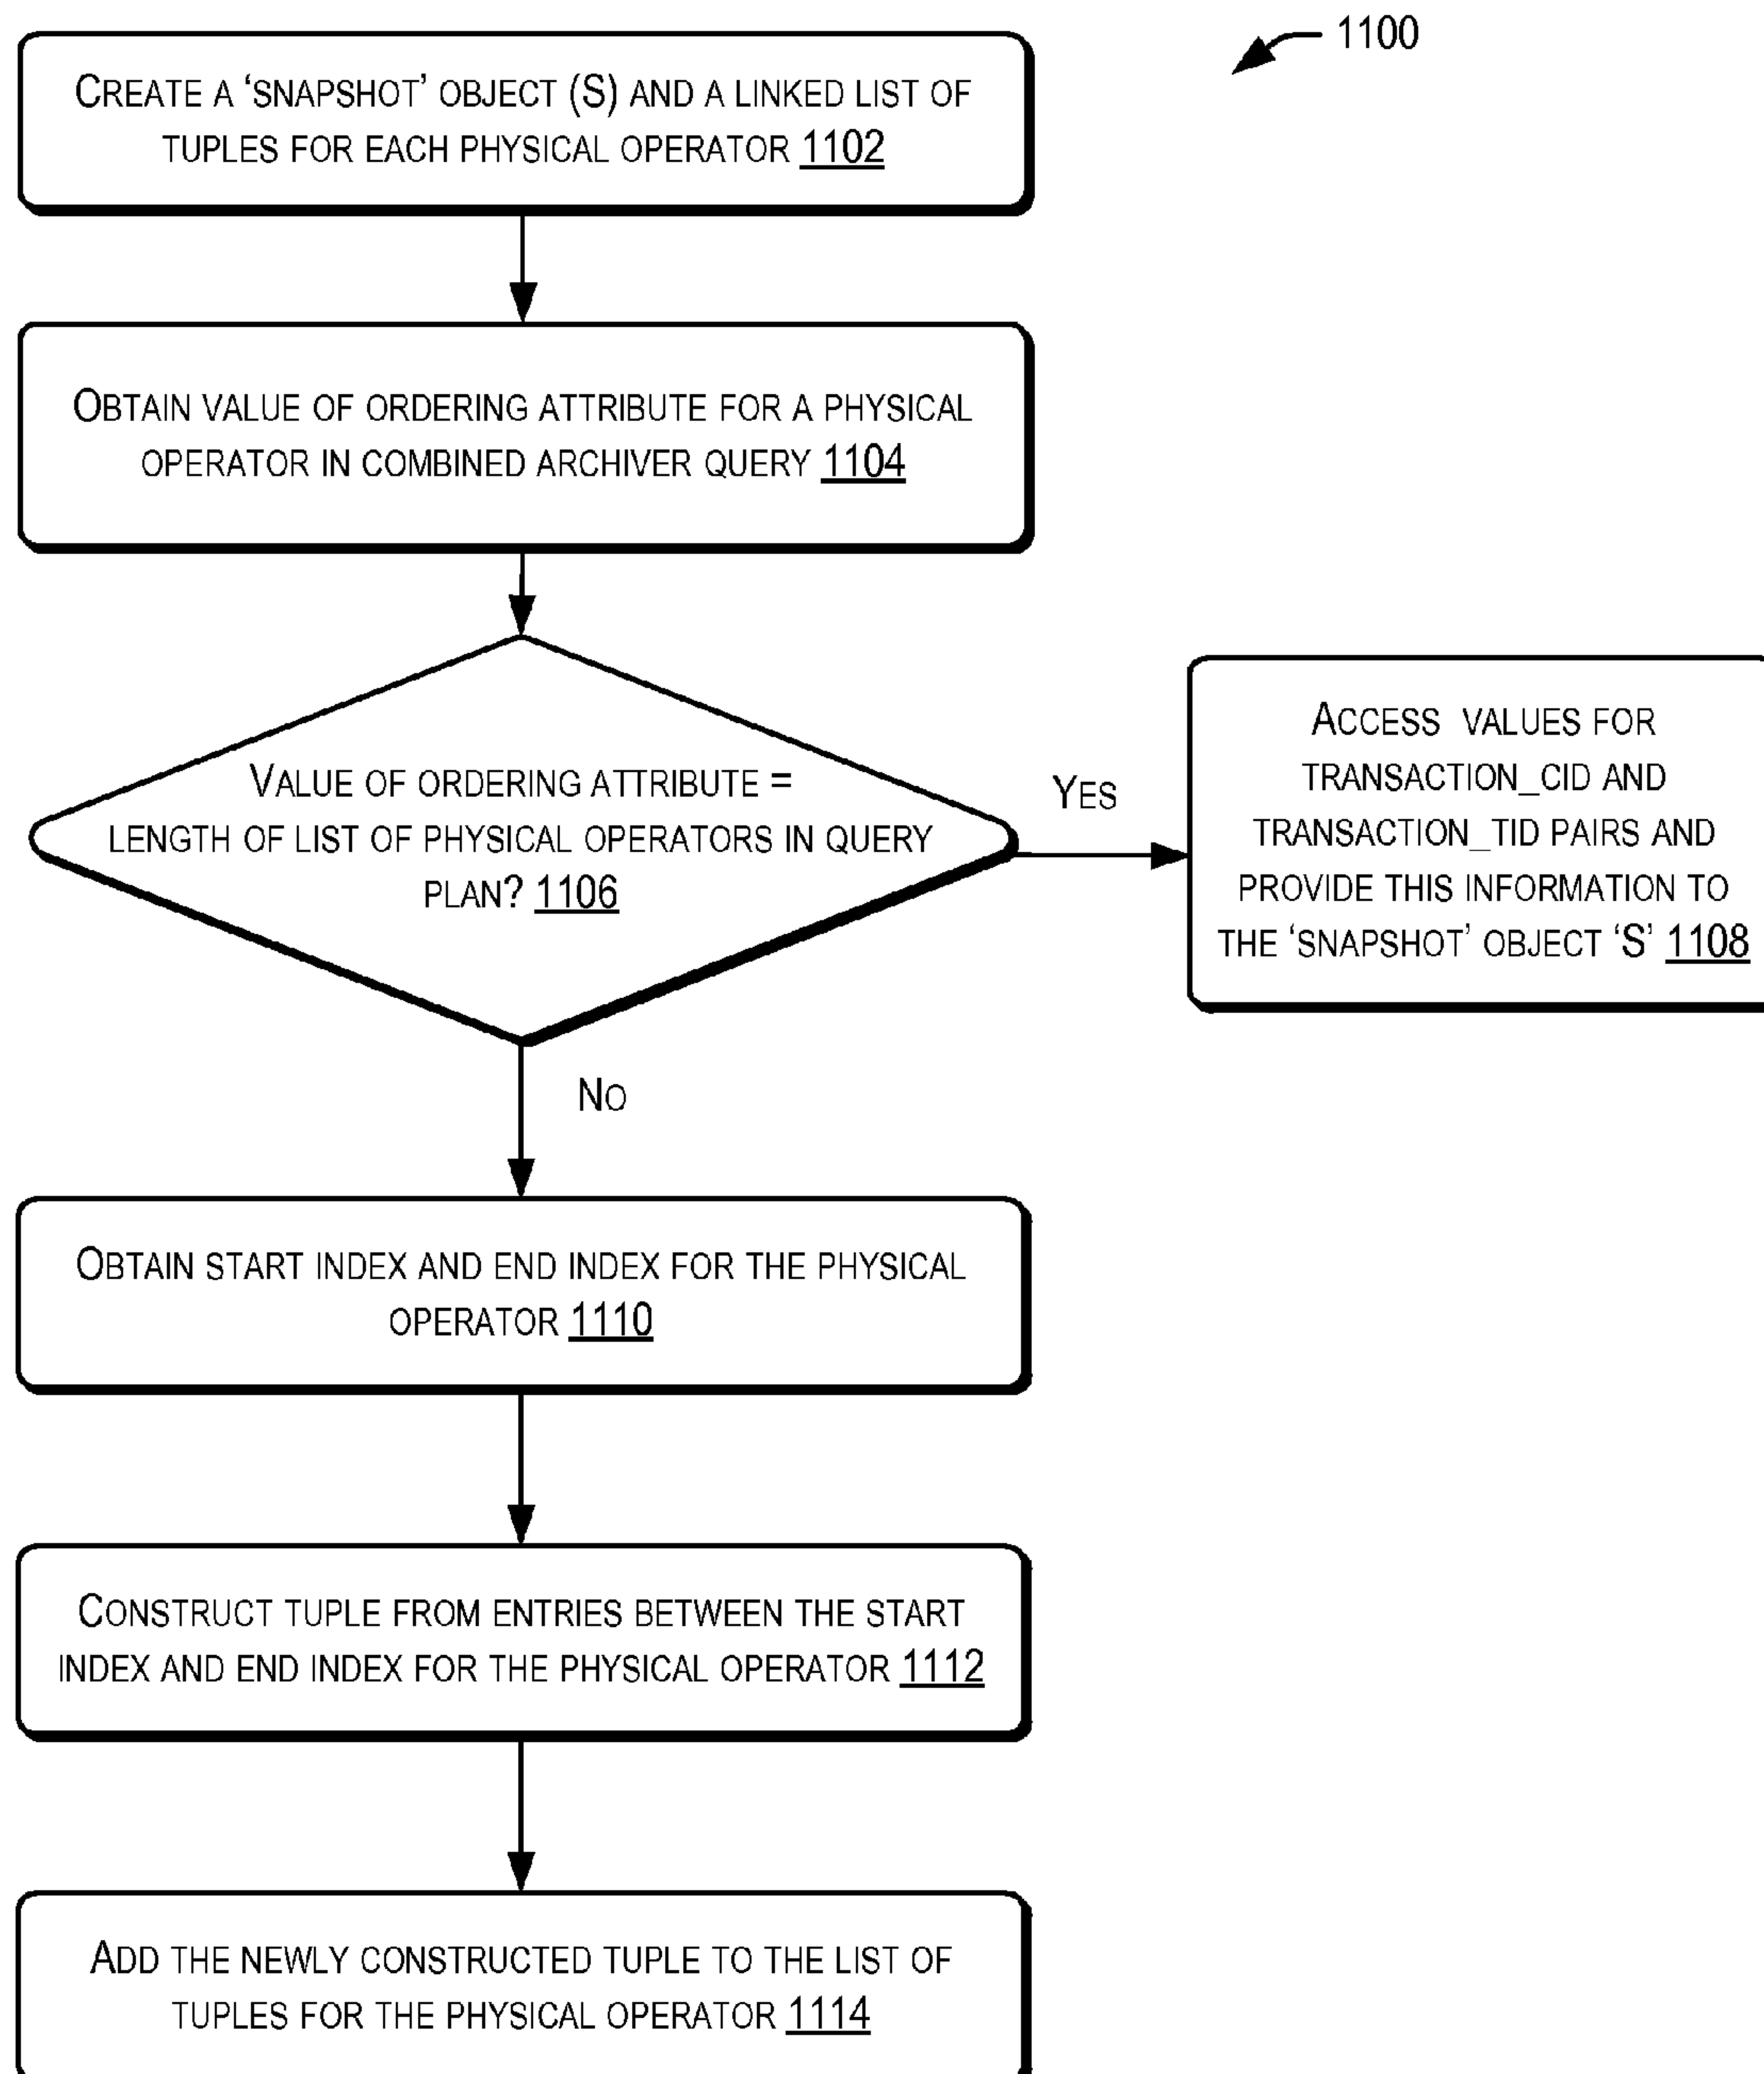 1100
CREATE A ‘SNAPSHOT’ OBJECT (S) AND A LINKED LIST OF
TUPLES FOR EACH PHYSICAL OPERATOR 1102
OBTAIN VALUE OF ORDERING ATTRIBUTE FOR A PHYSICAL
OPERATOR IN COMBINED ARCHIVER QUERY 1104
VALUE OF ORDERING ATTRIBUTE =
LENGTH OF LIST OF PHYSICAL OPERATORS IN QUERY
PLAN? 1106
YES
ACCESS VALUES FOR
TRANSACTION_CID AND
TRANSACTION_TID PAIRS AND
PROVIDE THIS INFORMATION TO
THE ‘SNAPSHOT’ OBJECT ‘S’ 1108
NO
OBTAIN START INDEX AND END INDEX FOR THE PHYSICAL
OPERATOR 1110
CONSTRUCT TUPLE FROM ENTRIES BETWEEN THE START
INDEX AND END INDEX FOR THE PHYSICAL OPERATOR 1112
ADD THE NEWLY CONSTRUCTED TUPLE TO THE LIST OF
TUPLES FOR THE PHYSICAL OPERATOR 1114